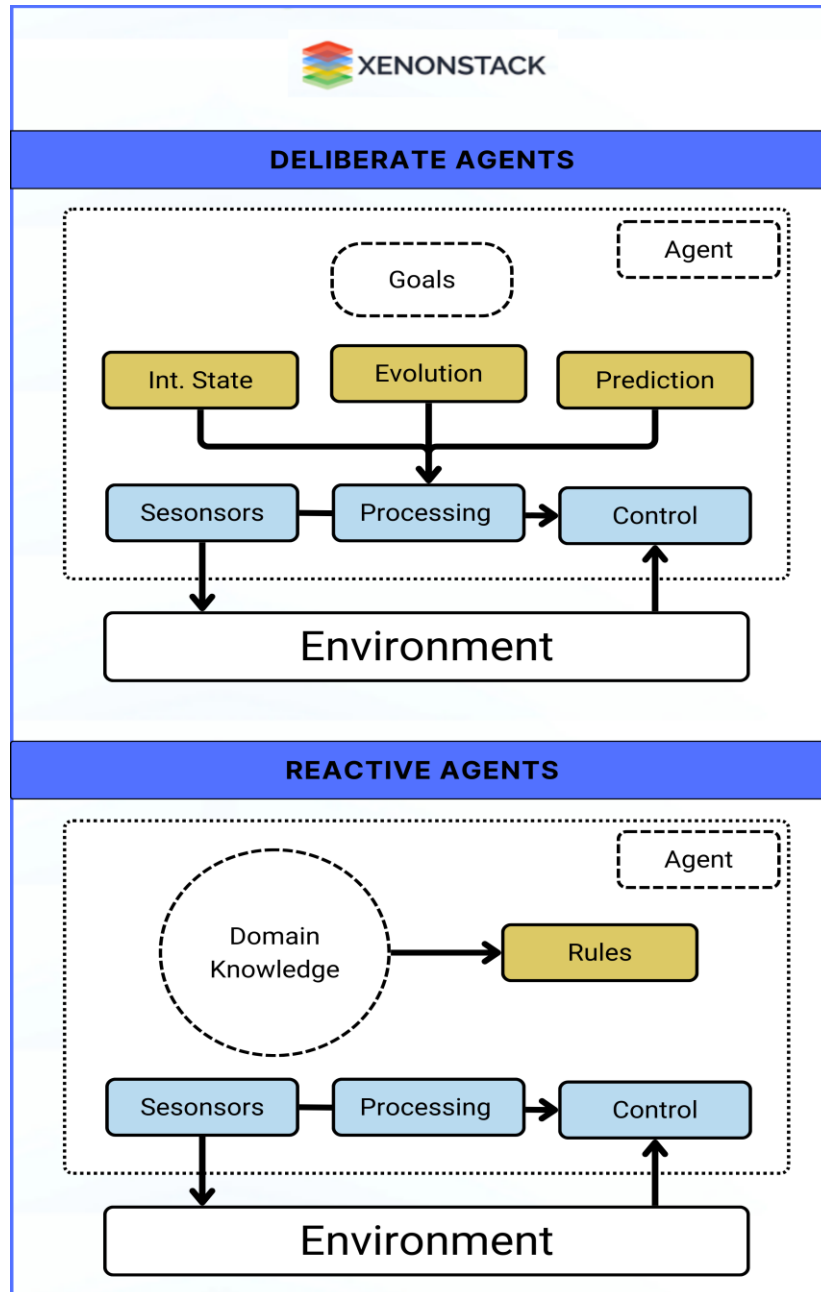 XENONSTACK
DELIBERATE AGENTS
Agent
Goals
Int. State
Evolution
Prediction
Sesonsors
Processing
Control
Environment
REACTIVE AGENTS
Agent
Domain
Knowledge
Rules
Sesonsors
Processing
Control
Environment